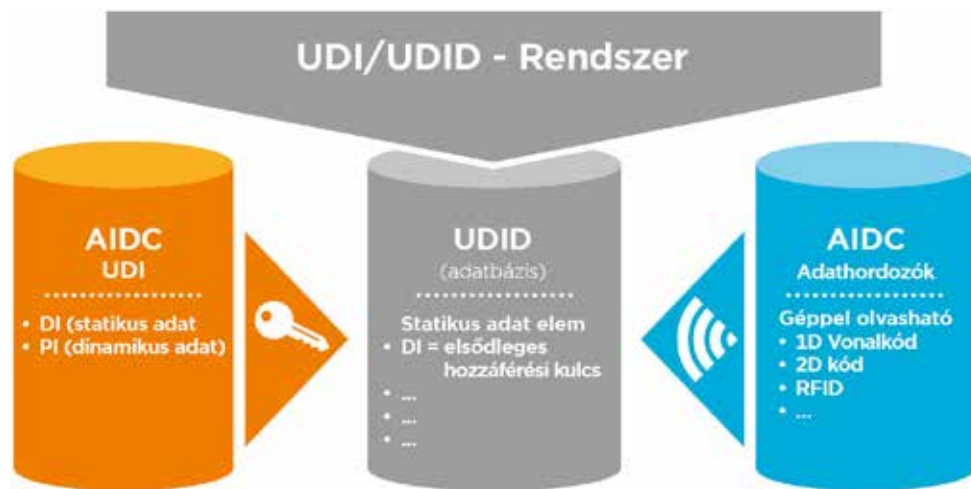 UDI/UDID - Rendszer
AIDC
UDI
• DI (statikus adat
• PI (dinamikus adat)
UDID
(adatbázis)
Statikus adat elem
• DI = elsődleges
hozzáférési kulcs
• ...
• ...
• ...
AIDC
Adathordozók
Géppel olvasható
• 1D Vonalkód
• 2D kód
• RFID
• ...